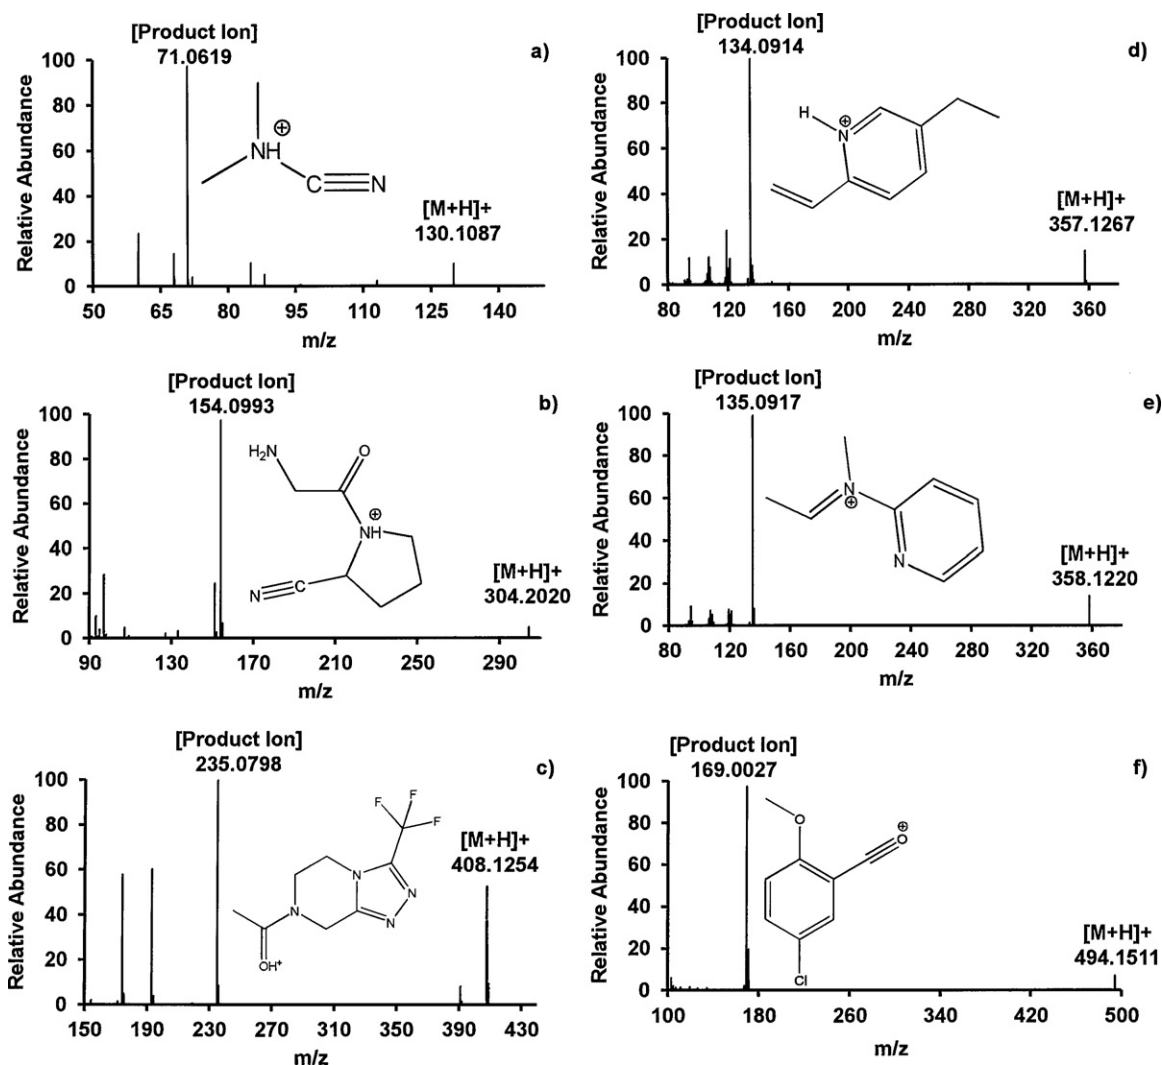 [Product Ion]
71.0619
a)
Relative Abundance
100
80
60
40
20
0
NH
⊕
C
N
[M+H]+
130.1087
50 65 80 95 110 125 140
m/z
[Product Ion]
134.0914
d)
Relative Abundance
100
80
60
40
20
0
H
N
⊕
[M+H]+
357.1267
80 120 160 200 240 280 320 360
m/z
[Product Ion]
154.0993
b)
Relative Abundance
100
80
60
40
20
0
H₂N
O
⊕
NH
N
C
[M+H]+
304.2020
90 130 170 210 250 290
m/z
[Product Ion]
135.0917
e)
Relative Abundance
100
80
60
40
20
0
N
⊕
N
[M+H]+
358.1220
80 120 160 200 240 280 320 360
m/z
[Product Ion]
235.0798
c)
Relative Abundance
100
80
60
40
20
0
F
F
F
N
N
N
N
OH⁺
[M+H]+
408.1254
150 190 230 270 310 350 390 430
m/z
[Product Ion]
169.0027
f)
Relative Abundance
100
80
60
40
20
0
O
⊕
O
Cl
[M+H]+
494.1511
100 180 260 340 420 500
m/z